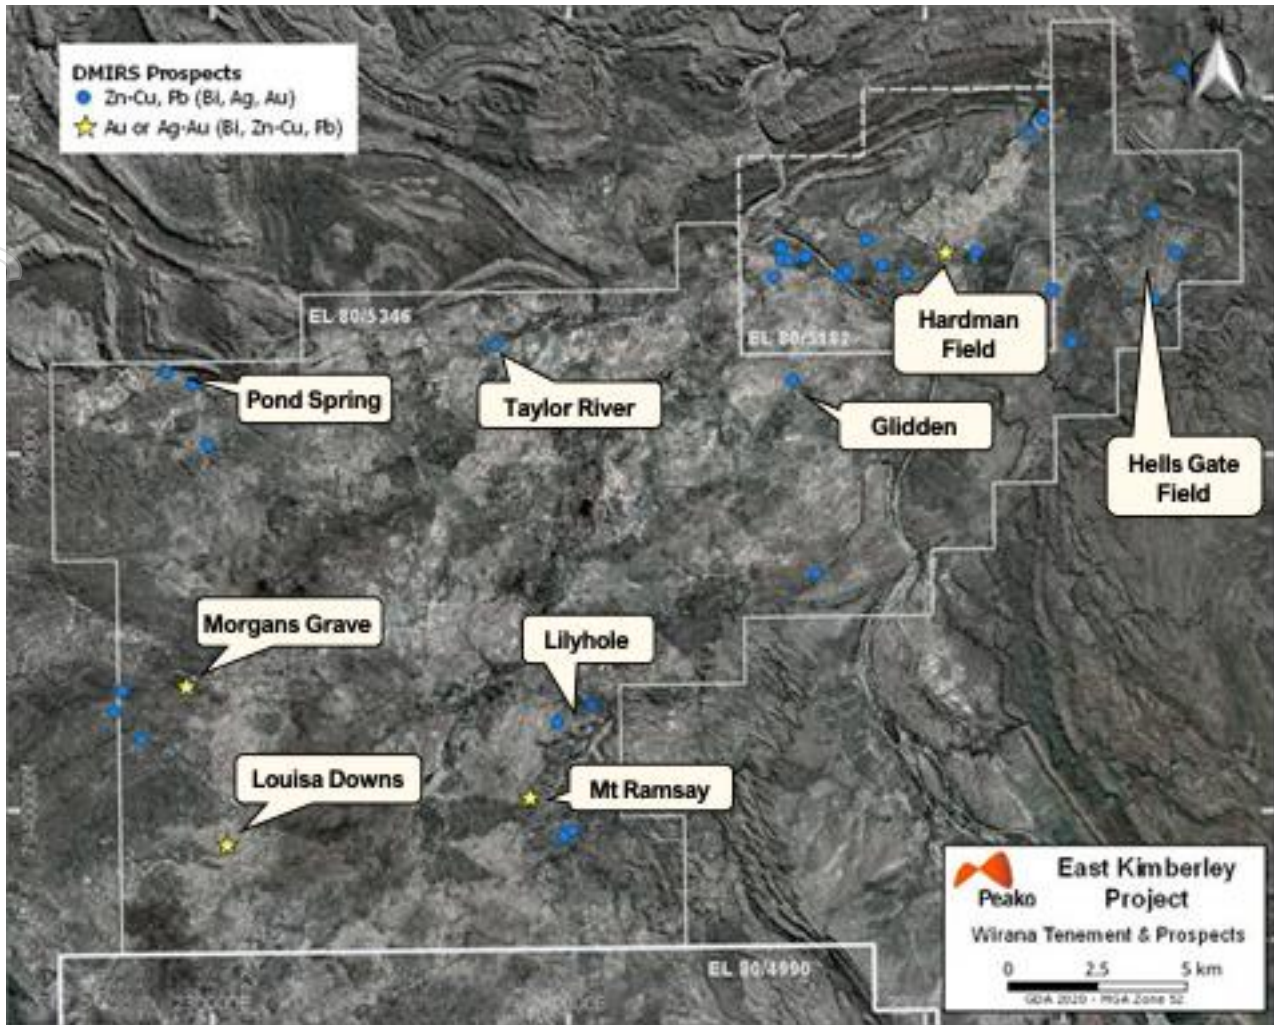 DMIRS Prospects
Zn-Cu, Pb (Bi, Ag, Au)
Au or Ag-Au (Bi, Zn-Cu, Pb)
EL 80/5346
EL 80/5182
Hardman
Field
Pond Spring
Taylor River
Glidden
Hells Gate
Field
Morgans Grave
Lilyhole
Louisa Downs
Mt Ramsay
EL 80/4990
Peako
East Kimberley
Project
Wirana Tenement & Prospects
0 2.5 5 km
GDA 2020 - MGA Zone 52